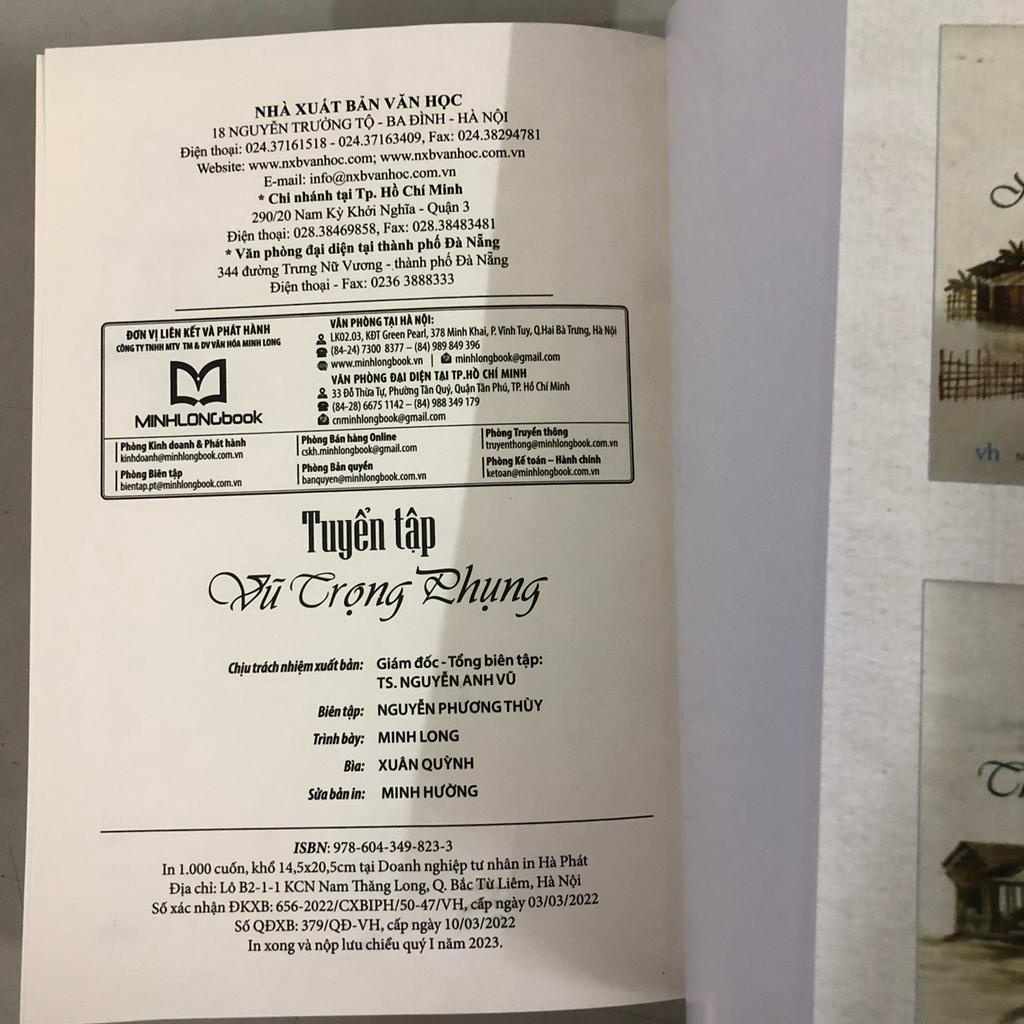 NHÀ XUẤT BẢN VĂN HỌC
18 NGUYỄN TRƯỜNG TỘ - BA ĐÌNH - HÀ NỘI
Điện thoại: 024.37161518 - 024.37163409, Fax: 024.38294781
Website: www.nxbvanhoc.com; www.nxbvanhoc.com.vn
E-mail: info@nxbvanhoc.com.vn
* Chi nhánh tại Tp. Hồ Chí Minh
290/20 Nam Kỳ Khởi Nghĩa - Quận 3
Điện thoại: 028.38469858, Fax: 028.38483481
* Văn phòng đại diện tại thành phố Đà Nẵng
344 đường Trưng Nữ Vương - thành phố Đà Nẵng
Điện thoại - Fax: 0236 3888333
ĐƠN VỊ LIÊN KẾT VÀ PHÁT HÀNH
CÔNG TY TNHH MTV TM & DV VĂN HÓA MINH LONG
MINHLONGbook
VĂN PHÒNG TẠI HÀ NỘI:
LK02.03, KĐT Green Pearl, 378 Minh Khai, P. Vĩnh Tuy, Q.Hai Bà Trưng, Hà Nội
(84-24) 7300 8377 – (84) 989 849 396
www.minhlongbook.vn | minhlongbook@gmail.com
VĂN PHÒNG ĐẠI DIỆN TẠI TP.HỒ CHÍ MINH
33 Đỗ Thừa Tự, Phường Tân Quý, Quận Tân Phú, TP. Hồ Chí Minh
(84-28) 6675 1142 – (84) 988 349 179
cnminhlongbook@gmail.com
Phòng Kinh doanh & Phát hành
kinhdoanh@minhlongbook.com.vn
Phòng Biên tập
bientap.pt@minhlongbook.com.vn
Phòng Bán hàng Online
cskh.minhlongbook@gmail.com
Phòng Bản quyền
banquyen@minhlongbook.com.vn
Phòng Truyền thông
truyenthong@minhlongbook.com.vn
Phòng Kế toán – Hành chính
ketoan@minhlongbook.com.vn
Tuyển tập
Vũ Trọng Phụng
Chịu trách nhiệm xuất bản: Giám đốc - Tổng biên tập:
TS. NGUYỄN ANH VŨ
Biên tập: NGUYỄN PHƯƠNG THÙY
Trình bày: MINH LONG
Bìa: XUÂN QUỲNH
Sửa bản in: MINH HƯỜNG
ISBN: 978-604-349-823-3
In 1.000 cuốn, khổ 14,5x20,5cm tại Doanh nghiệp tư nhân in Hà Phát
Địa chỉ: Lô B2-1-1 KCN Nam Thăng Long, Q. Bắc Từ Liêm, Hà Nội
Số xác nhận ĐKXB: 656-2022/CXBIPH/50-47/VH, cấp ngày 03/03/2022
Số QĐXB: 379/QĐ-VH, cấp ngày 10/03/2022
In xong và nộp lưu chiểu quý I năm 2023.
vh